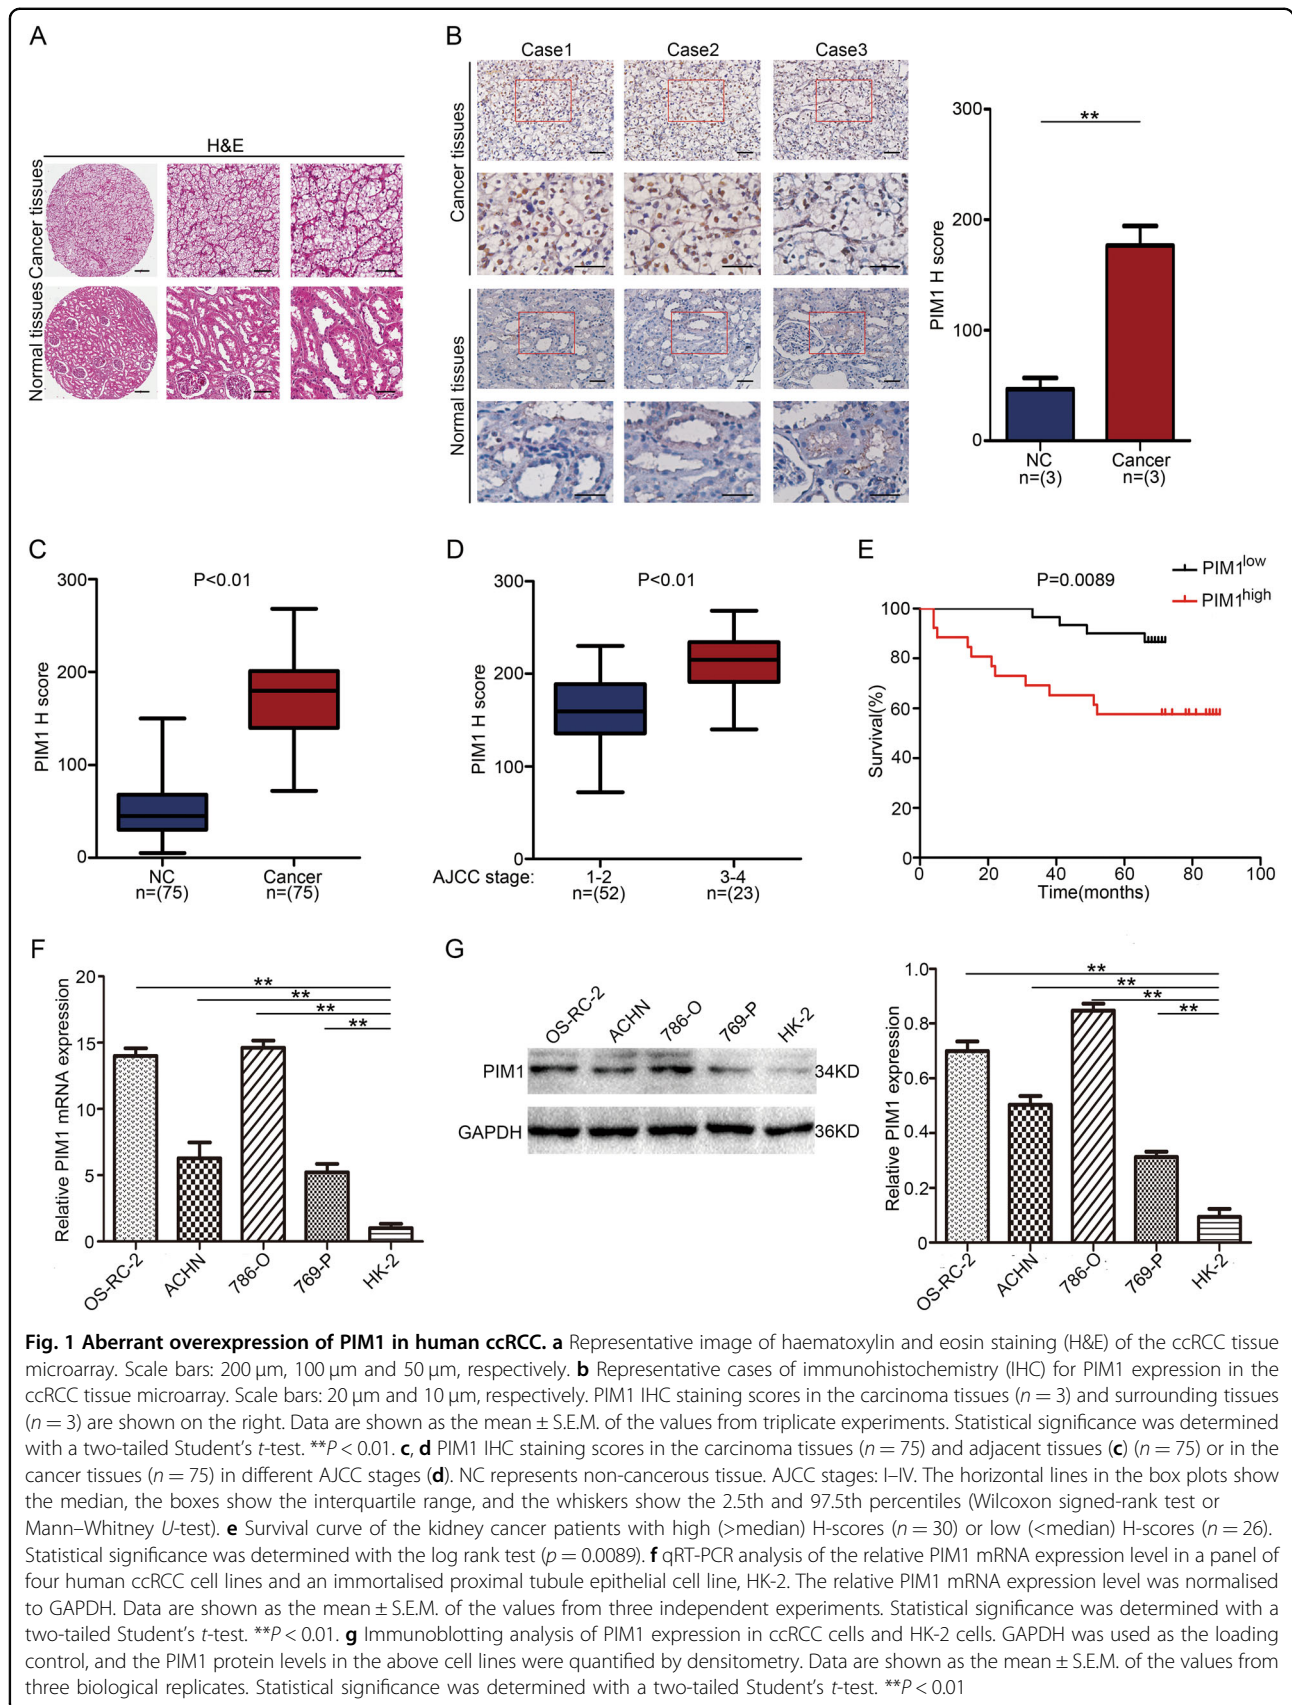 A
H&E
Cancer tissues
Normal tissues
B
Case1 Case2 Case3
Cancer tissues
Normal tissues
300
200
100
0
PIM1 H score
**
NC Cancer
n=(3) n=(3)
C
P<0.01
300
200
100
0
PIM1 H score
NC Cancer
n=(75) n=(75)
D
P<0.01
300
200
100
0
PIM1 H score
AJCC stage: 1-2 3-4
n=(52) n=(23)
E
P=0.0089
PIM1low
PIM1high
100
80
60
40
20
0
Survival(%)
0 20 40 60 80 100
Time(months)
F
20
15
10
5
0
Relative PIM1 mRNA expression
**
**
**
**
OS-RC-2 ACHN 786-O 769-P HK-2
G
OS-RC-2 ACHN 786-O 769-P HK-2
PIM1 34KD
GAPDH 36KD
1.0
0.8
0.6
0.4
0.2
0
Relative PIM1 expression
**
**
**
**
OS-RC-2 ACHN 786-O 769-P HK-2
Fig. 1 Aberrant overexpression of PIM1 in human ccRCC. a Representative image of haematoxylin and eosin staining (H&E) of the ccRCC tissue
microarray. Scale bars: 200 µm, 100 µm and 50 µm, respectively. b Representative cases of immunohistochemistry (IHC) for PIM1 expression in the
ccRCC tissue microarray. Scale bars: 20 µm and 10 µm, respectively. PIM1 IHC staining scores in the carcinoma tissues (n = 3) and surrounding tissues
(n = 3) are shown on the right. Data are shown as the mean ± S.E.M. of the values from triplicate experiments. Statistical significance was determined
with a two-tailed Student's t-test. **P < 0.01. c, d PIM1 IHC staining scores in the carcinoma tissues (n = 75) and adjacent tissues (c) (n = 75) or in the
cancer tissues (n = 75) in different AJCC stages (d). NC represents non-cancerous tissue. AJCC stages: I–IV. The horizontal lines in the box plots show
the median, the boxes show the interquartile range, and the whiskers show the 2.5th and 97.5th percentiles (Wilcoxon signed-rank test or
Mann–Whitney U-test). e Survival curve of the kidney cancer patients with high (>median) H-scores (n = 30) or low (<median) H-scores (n = 26).
Statistical significance was determined with the log rank test (p = 0.0089). f qRT-PCR analysis of the relative PIM1 mRNA expression level in a panel of
four human ccRCC cell lines and an immortalised proximal tubule epithelial cell line, HK-2. The relative PIM1 mRNA expression level was normalised
to GAPDH. Data are shown as the mean ± S.E.M. of the values from three independent experiments. Statistical significance was determined with a
two-tailed Student's t-test. **P < 0.01. g Immunoblotting analysis of PIM1 expression in ccRCC cells and HK-2 cells. GAPDH was used as the loading
control, and the PIM1 protein levels in the above cell lines were quantified by densitometry. Data are shown as the mean ± S.E.M. of the values from
three biological replicates. Statistical significance was determined with a two-tailed Student's t-test. **P < 0.01